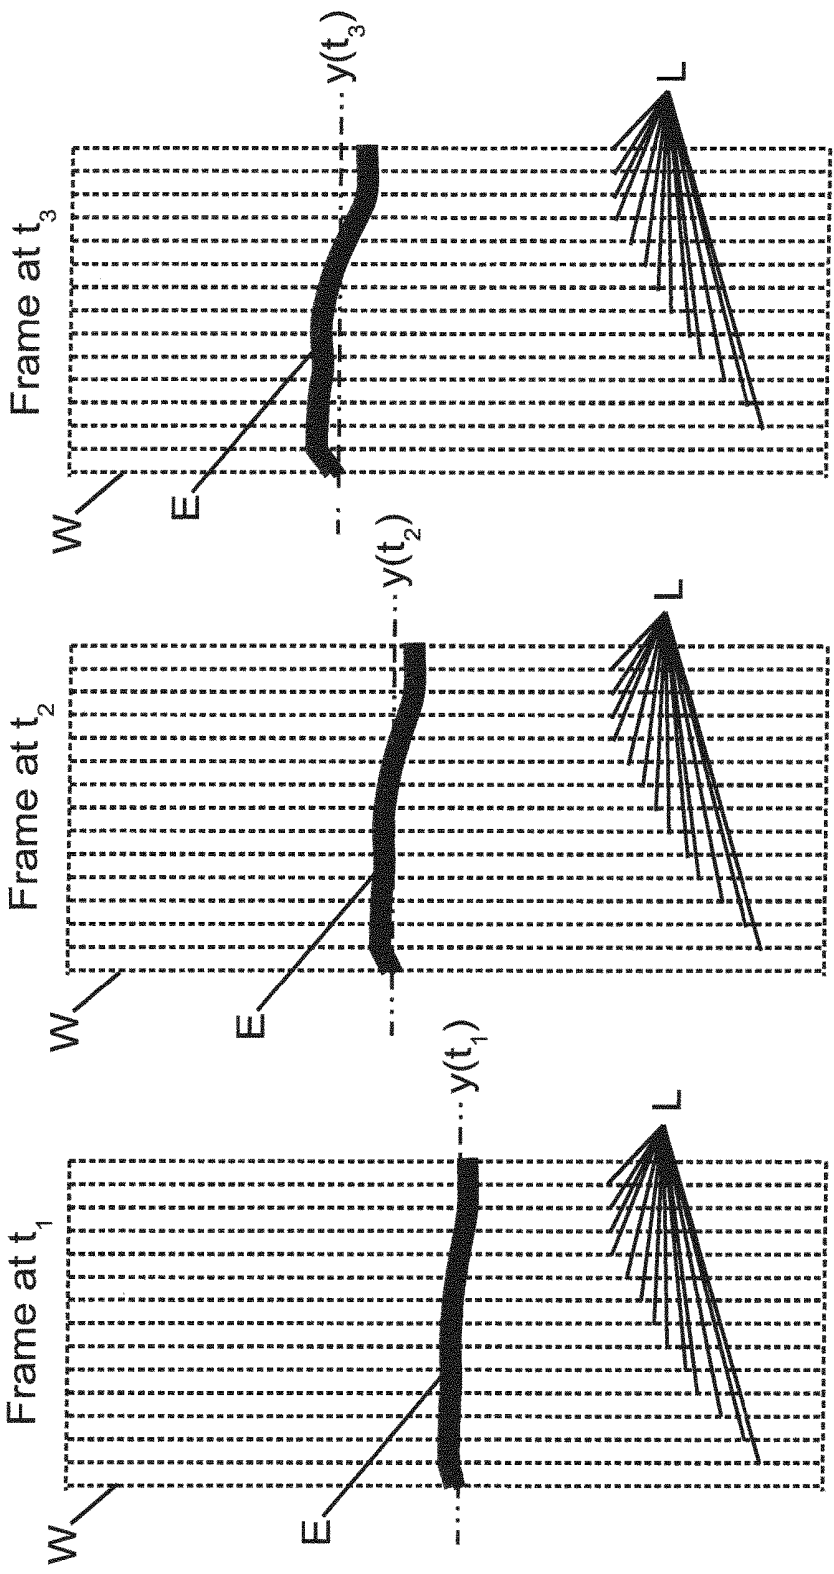 Frame at t1
W
E
y(t1)
L
Frame at t2
W
E
y(t2)
L
Frame at t3
W
E
y(t3)
L